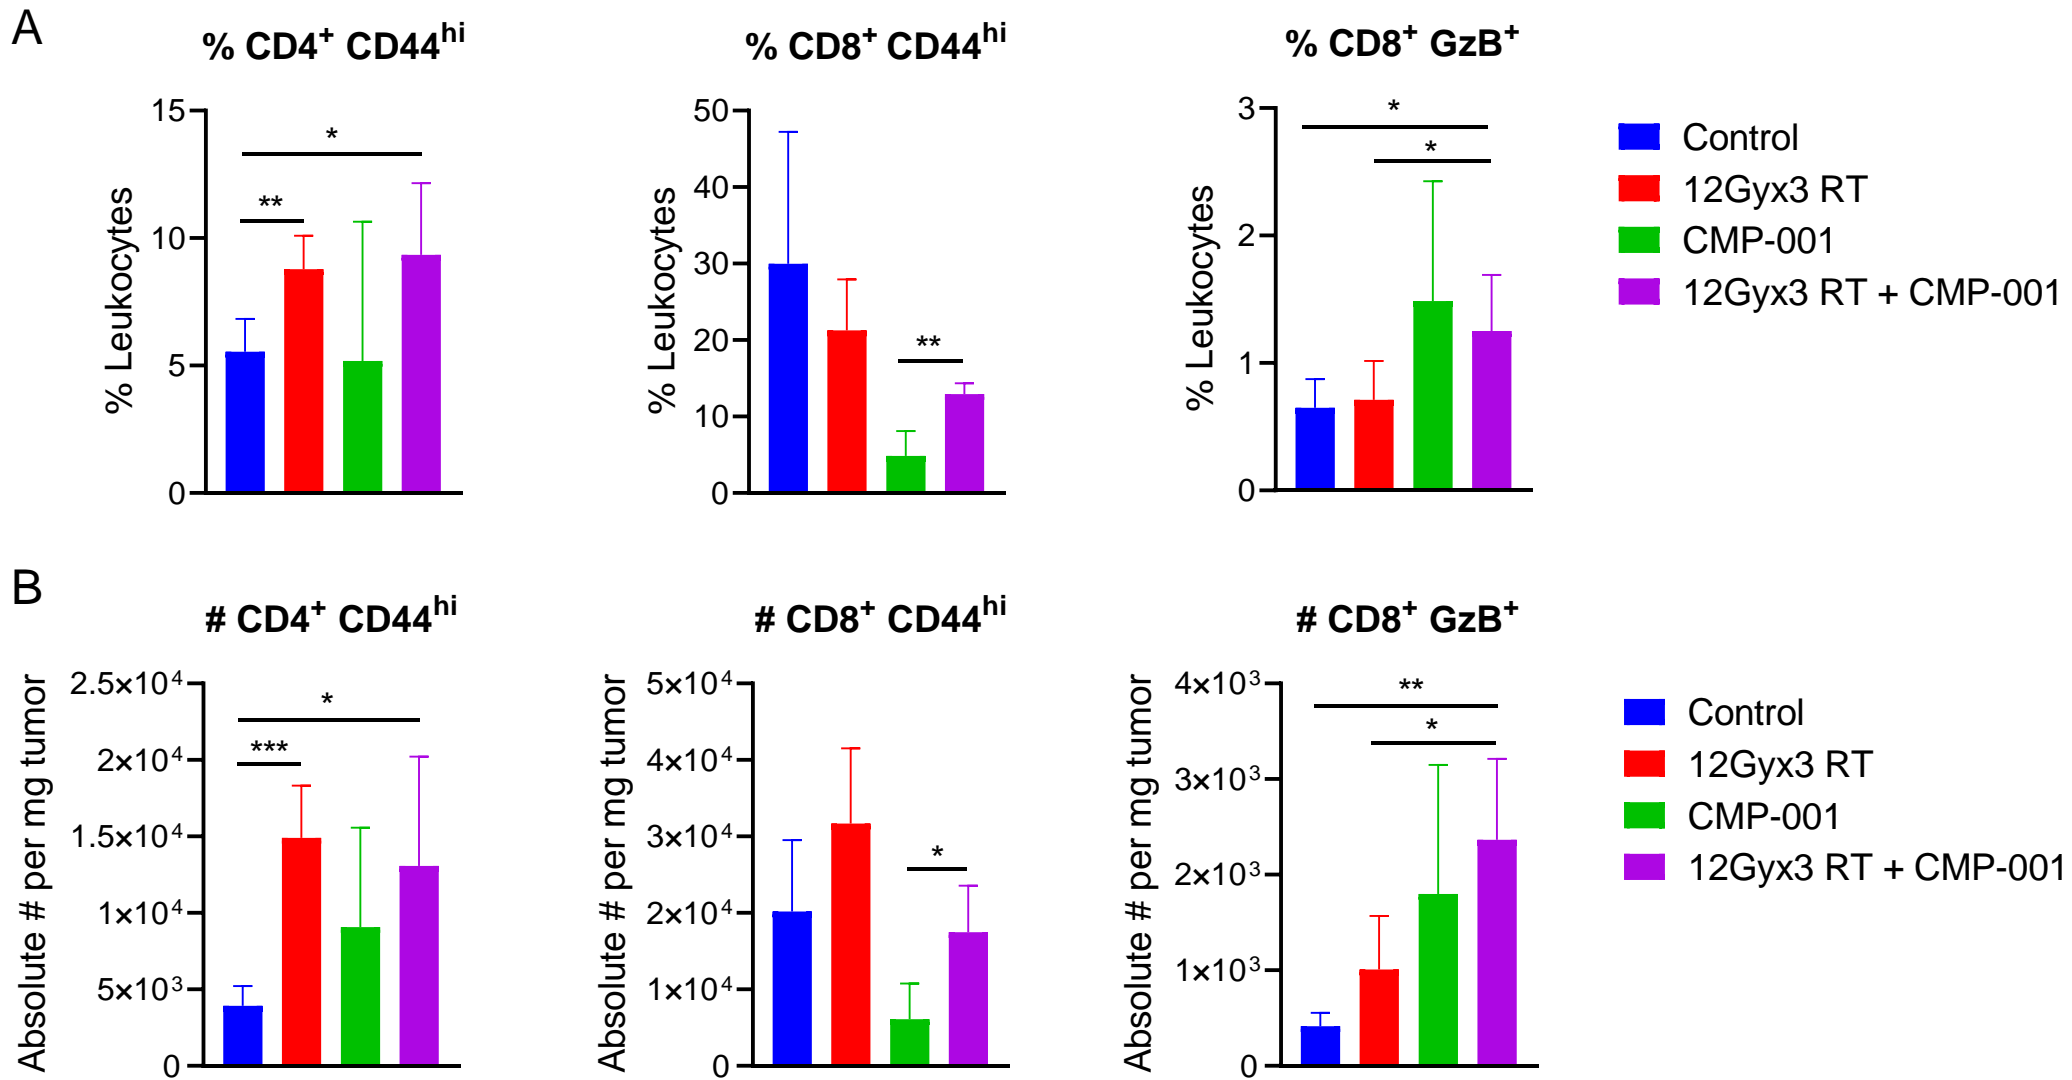 A
% CD4+ CD44hi
% CD8+ CD44hi
% CD8+ GzB+
% Leukocytes
15
10
5
0
*
**
% Leukocytes
50
40
30
20
10
0
**
% Leukocytes
3
2
1
0
*
*
Control
12Gyx3 RT
CMP-001
12Gyx3 RT + CMP-001
B
# CD4+ CD44hi
# CD8+ CD44hi
# CD8+ GzB+
Absolute # per mg tumor
2.5×10⁴
2×10⁴
1.5×10⁴
1×10⁴
5×10³
0
*
***
Absolute # per mg tumor
5×10⁴
4×10⁴
3×10⁴
2×10⁴
1×10⁴
0
*
Absolute # per mg tumor
4×10³
3×10³
2×10³
1×10³
0
**
*
Control
12Gyx3 RT
CMP-001
12Gyx3 RT + CMP-001